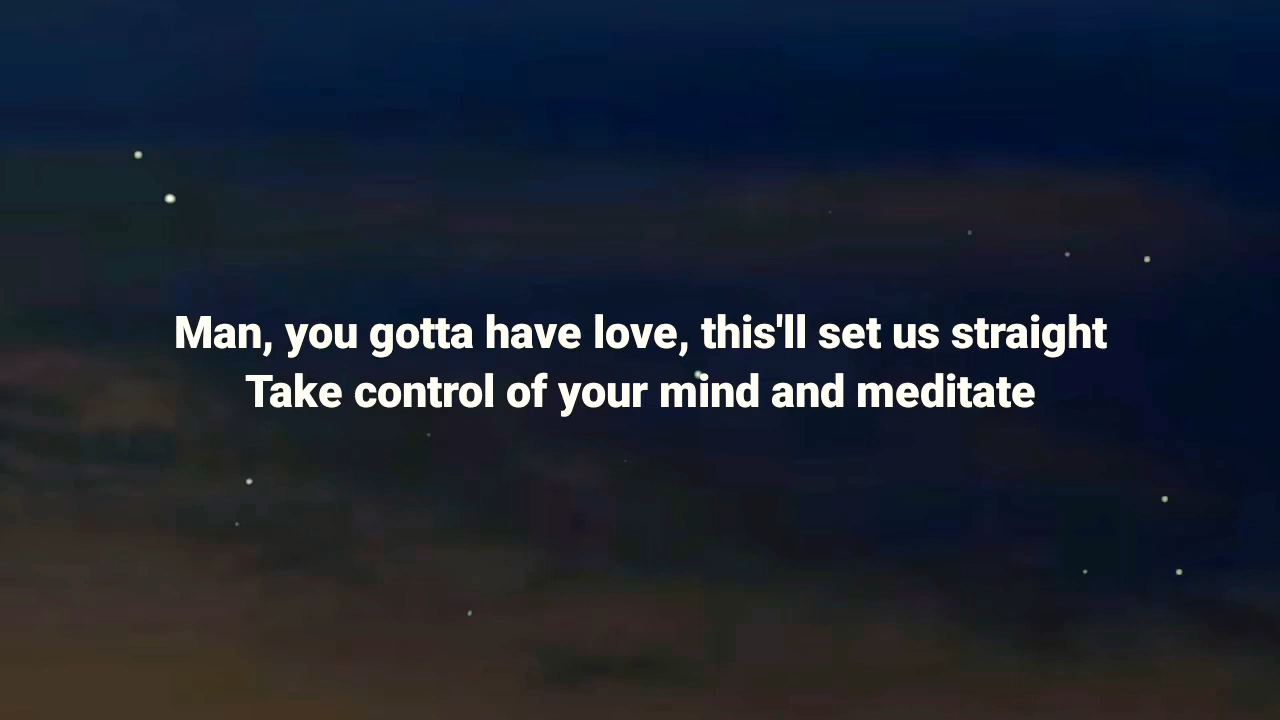 Man, you gotta have love, this'll set us straight
Take control of your mind and meditate